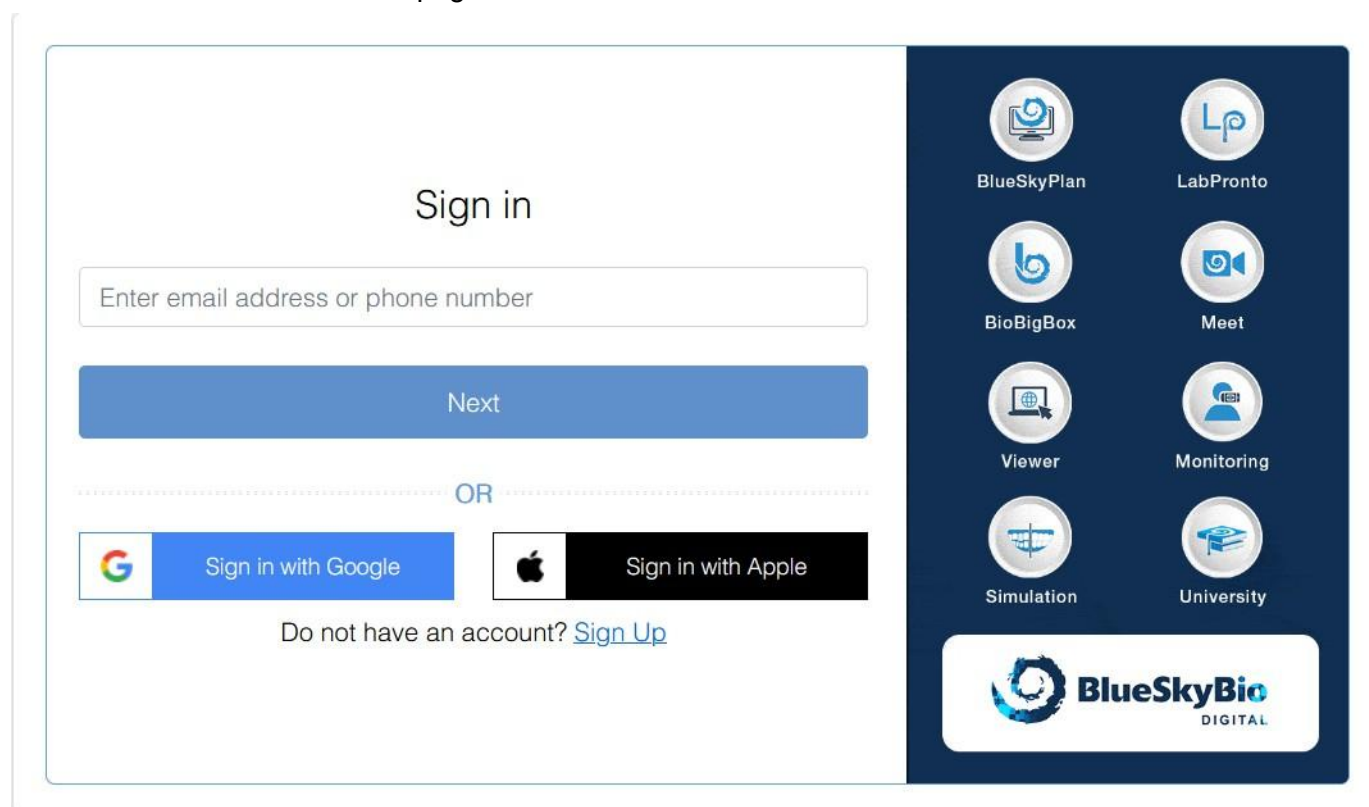 Sign in
Enter email address or phone number
Next
OR
Sign in with Google
Sign in with Apple
Do not have an account? Sign Up
BlueSkyPlan
LabPronto
BioBigBox
Meet
Viewer
Monitoring
Simulation
University
BlueSkyBio
DIGITAL